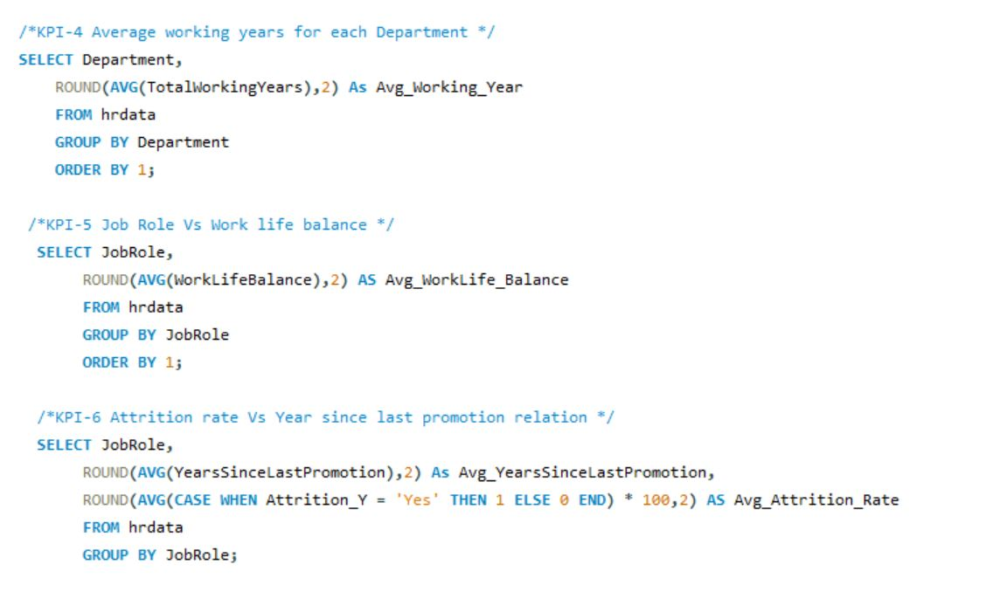 /*KPI-4 Average working years for each Department */
SELECT Department,
ROUND(AVG(TotalWorkingYears),2) As Avg_Working_Year
FROM hrdata
GROUP BY Department
ORDER BY 1;
/*KPI-5 Job Role Vs Work life balance */
SELECT JobRole,
ROUND(AVG(WorkLifeBalance),2) AS Avg_WorkLife_Balance
FROM hrdata
GROUP BY JobRole
ORDER BY 1;
/*KPI-6 Attrition rate Vs Year since last promotion relation */
SELECT JobRole,
ROUND(AVG(YearsSinceLastPromotion),2) As Avg_YearsSinceLastPromotion,
ROUND(AVG(CASE WHEN Attrition_Y = 'Yes' THEN 1 ELSE 0 END) * 100,2) AS Avg_Attrition_Rate
FROM hrdata
GROUP BY JobRole;